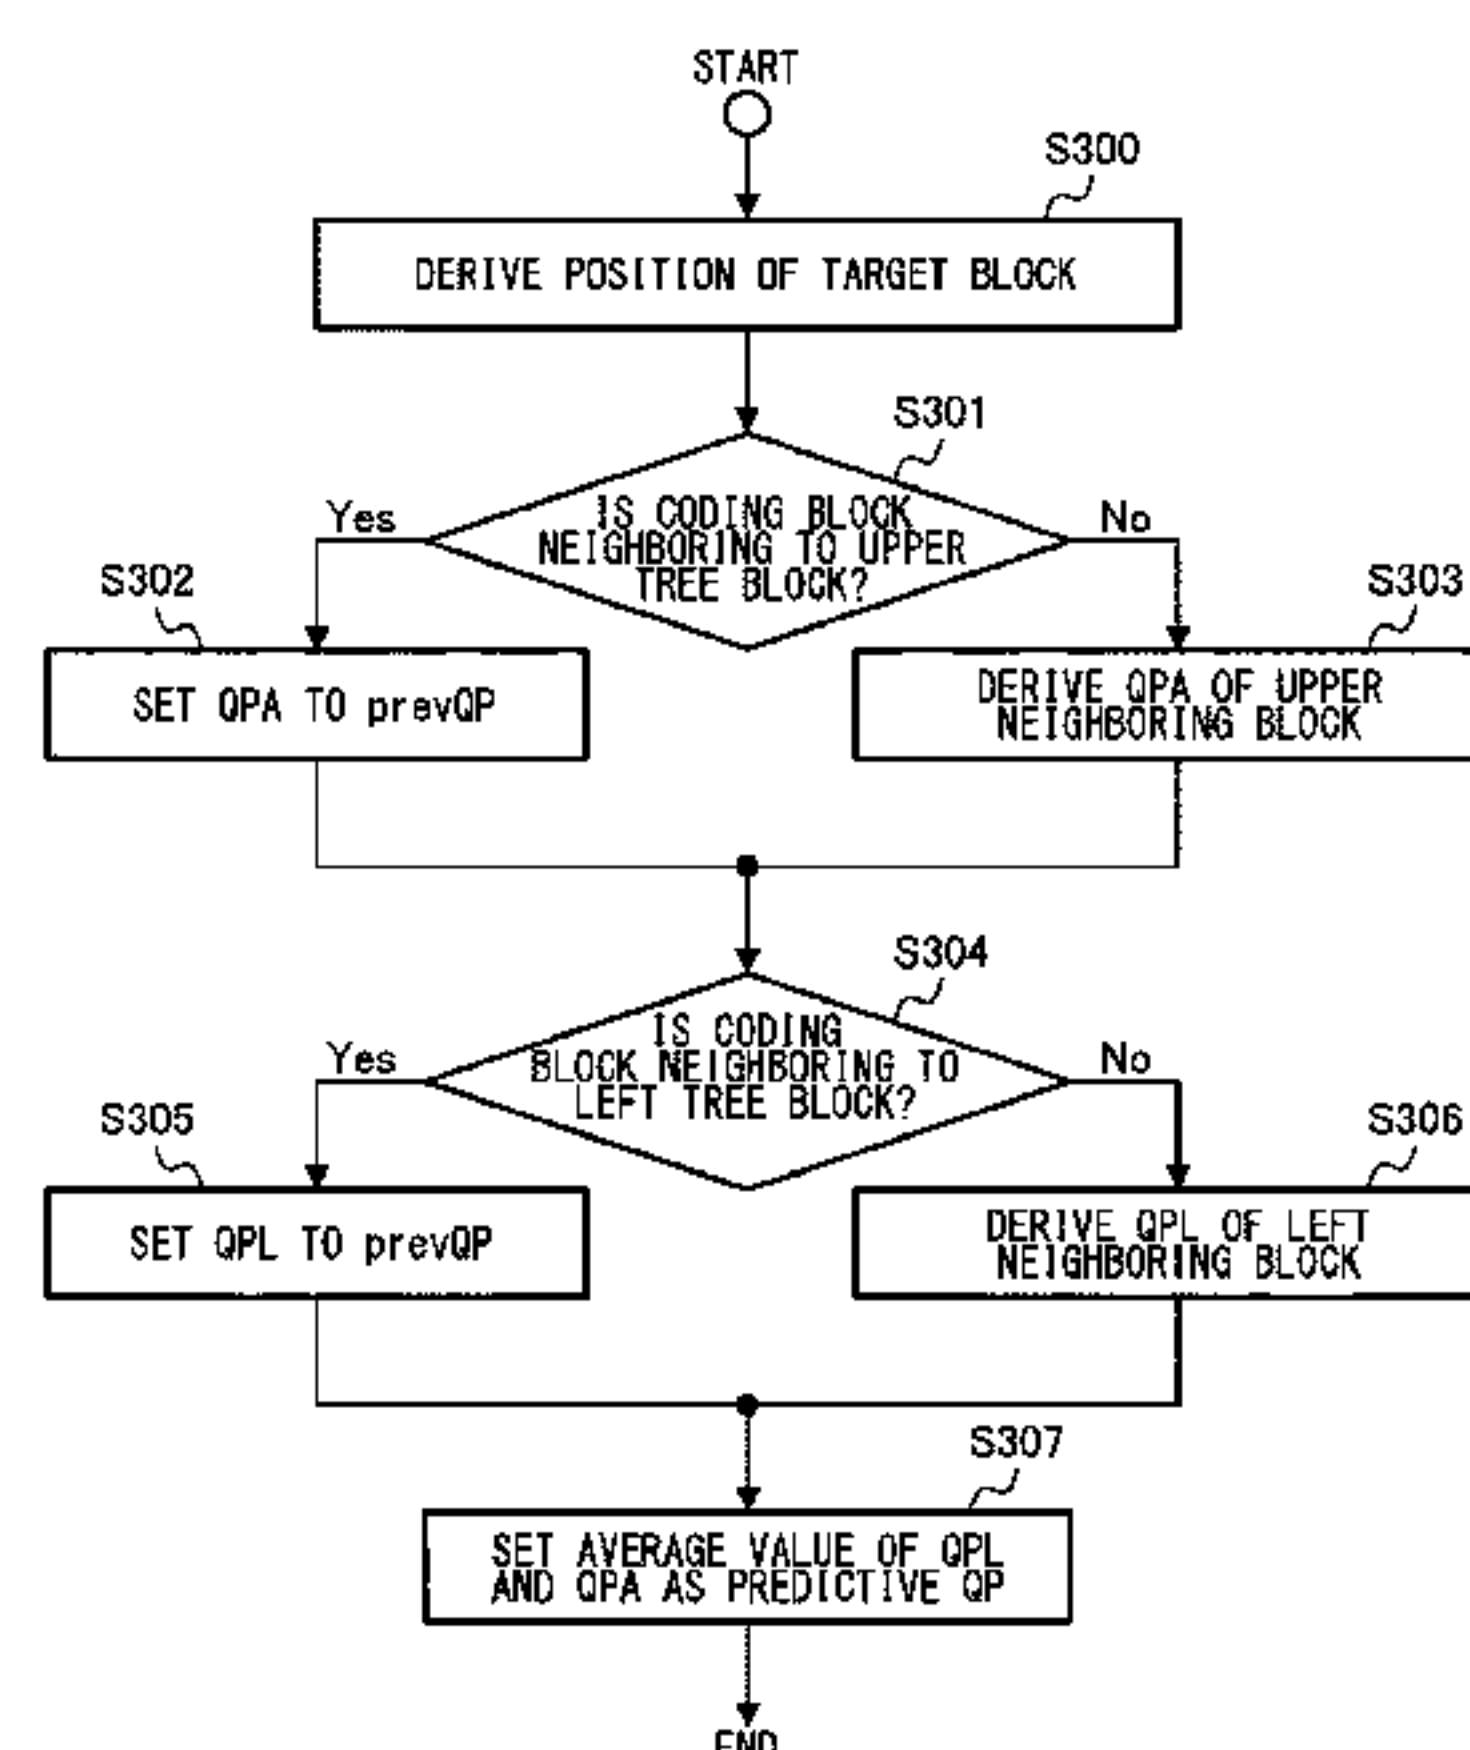 START
S300
DERIVE POSITION OF TARGET BLOCK
S301
IS CODING BLOCK
NEIGHBORING TO UPPER
TREE BLOCK?
Yes
No
S302
S303
SET QPA TO prevQP
DERIVE QPA OF UPPER
NEIGHBORING BLOCK
S304
IS CODING
BLOCK NEIGHBORING TO
LEFT TREE BLOCK?
Yes
No
S305
S306
SET QPL TO prevQP
DERIVE QPL OF LEFT
NEIGHBORING BLOCK
S307
SET AVERAGE VALUE OF QPL
AND QPA AS PREDICTIVE QP
END